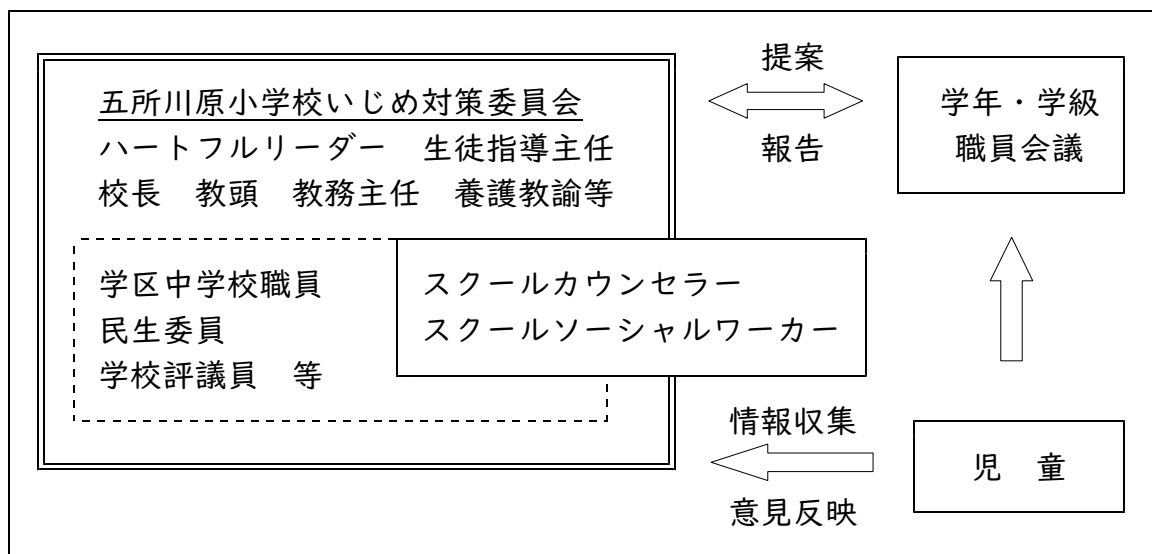 五所川原小学校いじめ対策委員会
ハートフルリーダー　生徒指導主任
校長　教頭　教務主任　養護教諭等
学区中学校職員
民生委員
学校評議員　等
スクールカウンセラー
スクールソーシャルワーカー
提案
報告
学年・学級
職員会議
情報収集
意見反映
児　童